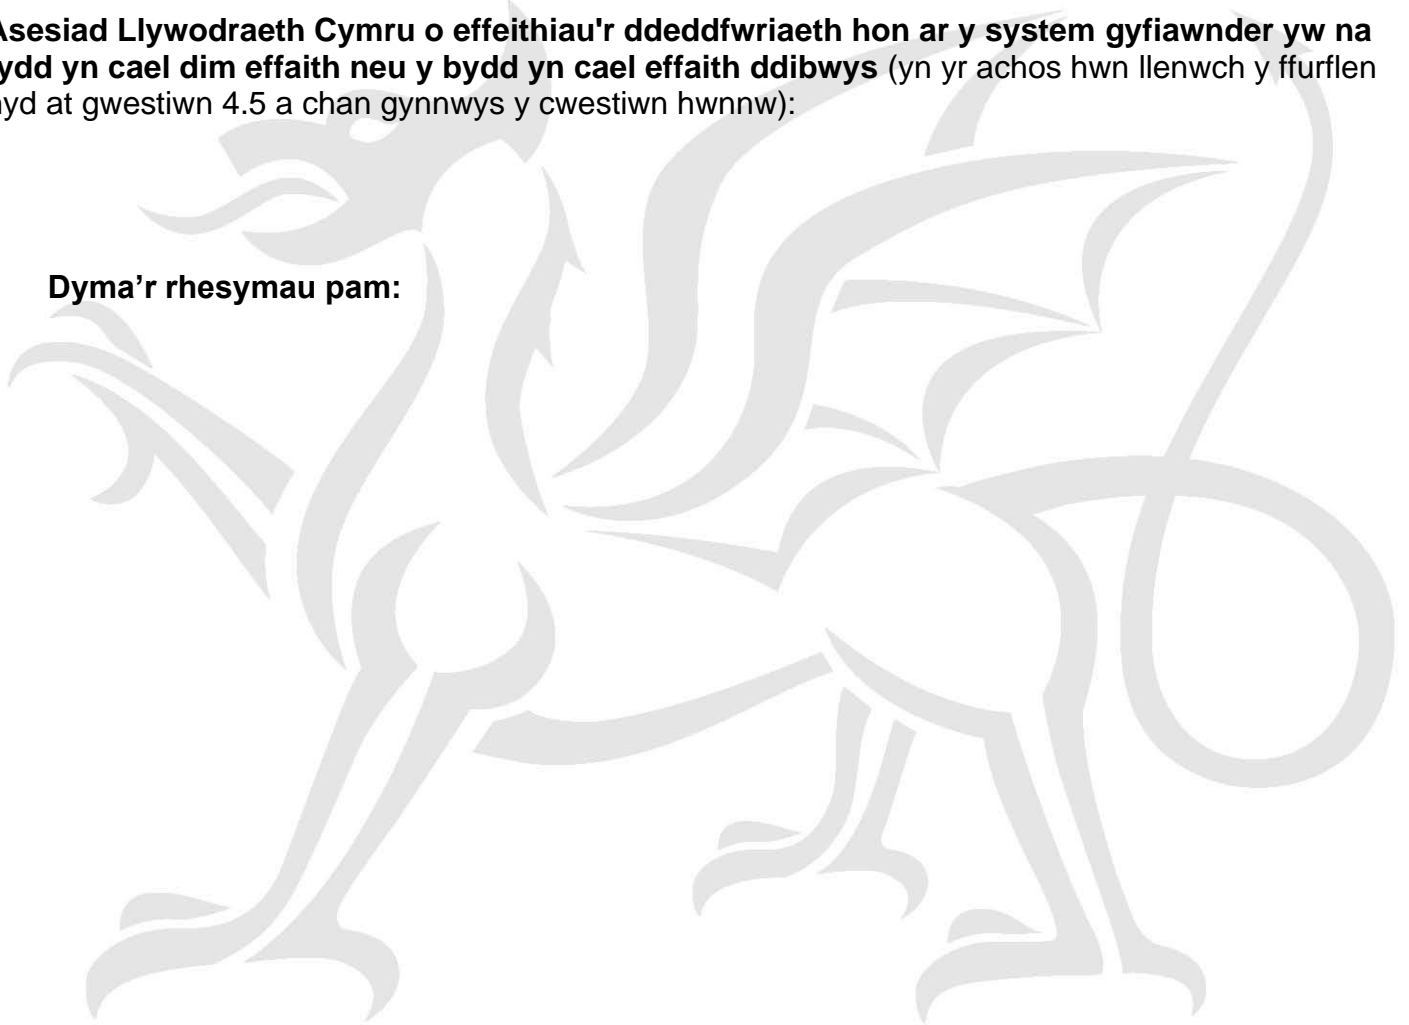 Asesiad Llywodraeth Cymru o effeithiau'r ddeddfwriaeth hon ar y system gyfiawnder yw na
ydd yn cael dim effaith neu y bydd yn cael effaith ddibwys (yn yr achos hwn llenwch y ffurflen
hyd at gwestiwn 4.5 a chan gynnwys y cwestiwn hwnnw):
Dyma’r rhesymau pam: